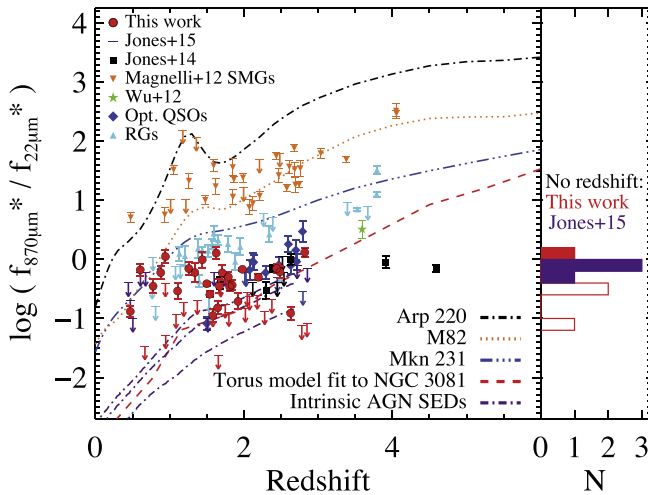 This work
Jones+15
Jones+14
Magnelli+12 SMGs
Wu+12
Opt. QSOs
RGs
4
3
2
1
0
−1
−2
log ( f870μm* / f22μm* )
No redshift:
This work
Jones+15
Arp 220
M82
Mkn 231
Torus model fit to NGC 3081
Intrinsic AGN SEDs
0 2 4
Redshift
0 1 2 3
N